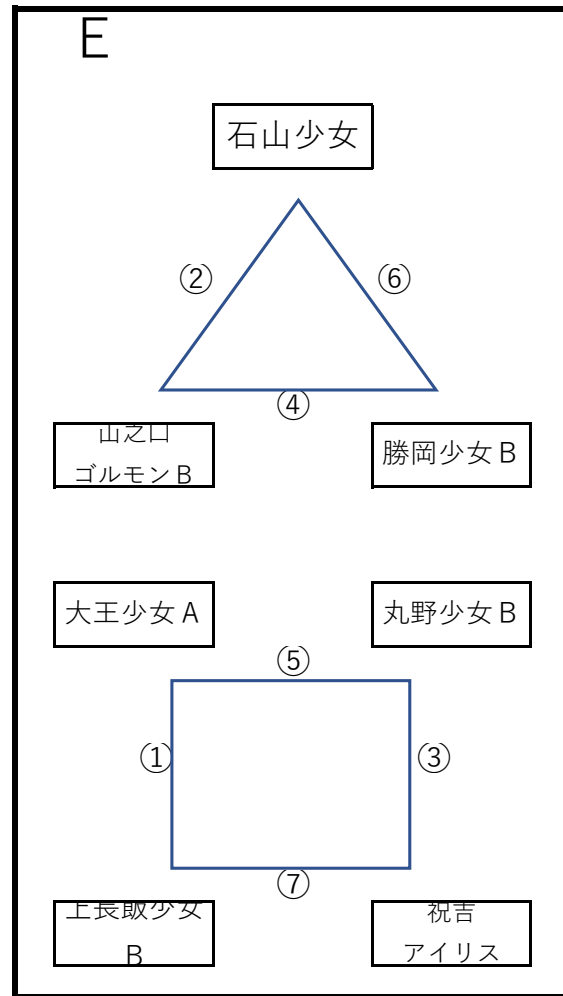 E
石山少女
②
⑥
④
山之口
ゴルモンB
勝岡少女B
大王少女A
丸野少女B
⑤
①
③
⑦
上長飯少女
B
祝吉
アイリス